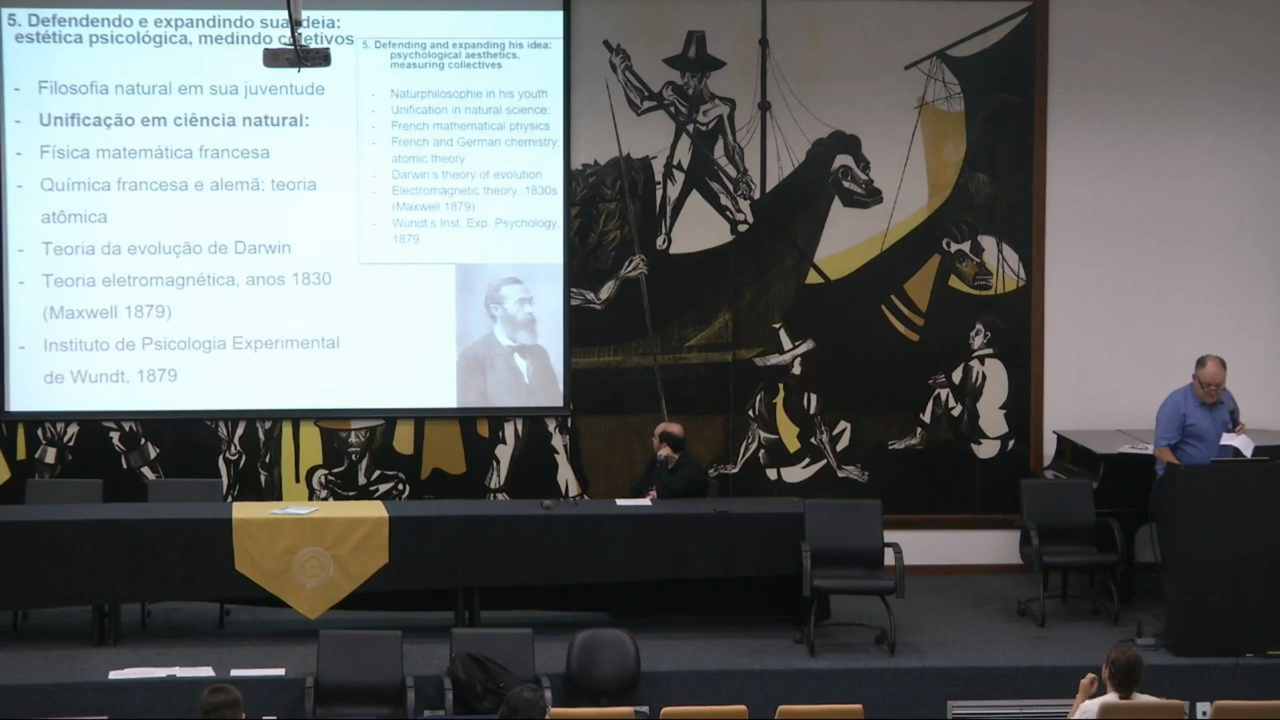 5. Defendendo e expandindo sua ideia:
estética psicológica, medindo coletivos
- Filosofia natural em sua juventude
- Unificação em ciência natural:
- Física matemática francesa
- Química francesa e alemã; teoria
atômica
- Teoria da evolução de Darwin
- Teoria eletromagnética, anos 1830
(Maxwell 1879)
- Instituto de Psicologia Experimental
de Wundt, 1879
5. Defending and expanding his idea:
psychological aesthetics,
measuring collectives
- Naturphilosophie in his youth
- Unification in natural science:
- French mathematical physics
- French and German chemistry,
atomic theory
- Darwin's theory of evolution
- Electromagnetic theory, 1830s
(Maxwell 1879)
- Wundt's Inst. Exp. Psychology,
1879